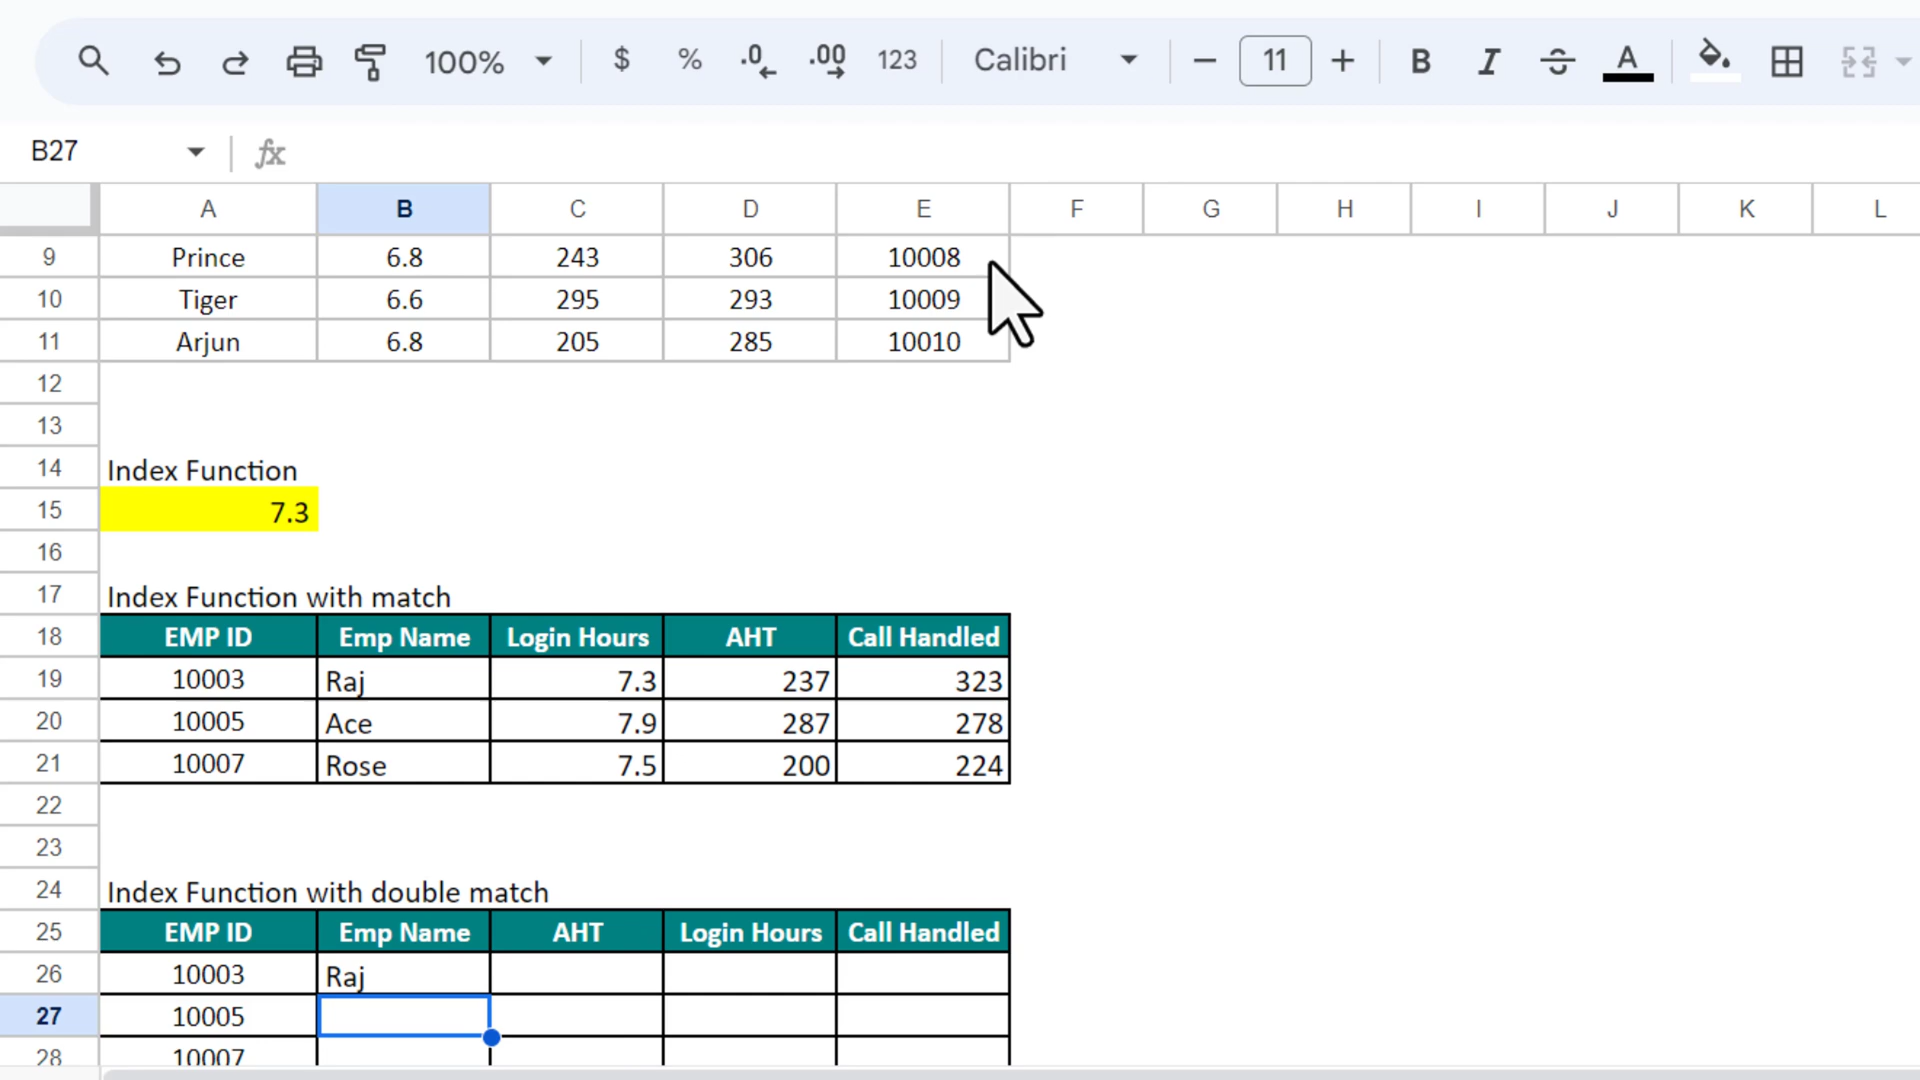 100% $ % .0 .00 123 Calibri 11 B I A
B27 fx
A B C D E F G H I J K L
9 Prince 6.8 243 306 10008
10 Tiger 6.6 295 293 10009
11 Arjun 6.8 205 285 10010
12
13
14 Index Function
15 7.3
16
17 Index Function with match
18 EMP ID Emp Name Login Hours AHT Call Handled
19 10003 Raj 7.3 237 323
20 10005 Ace 7.9 287 278
21 10007 Rose 7.5 200 224
22
23
24 Index Function with double match
25 EMP ID Emp Name AHT Login Hours Call Handled
26 10003 Raj
27 10005
28 10007